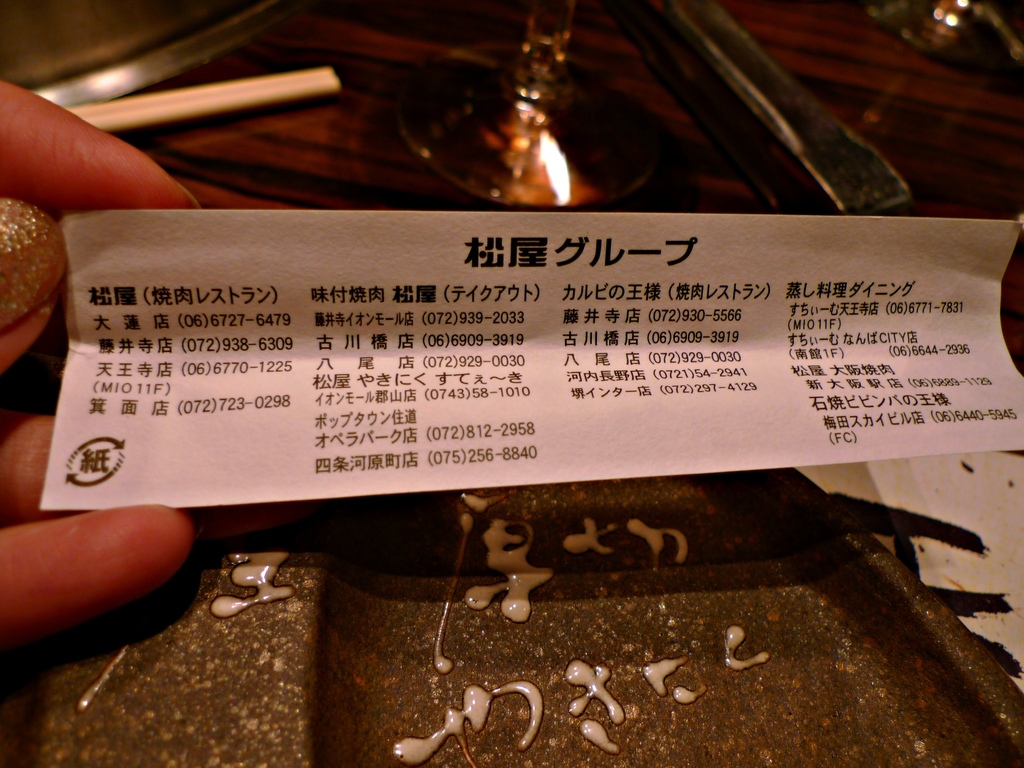 松屋グループ
松屋（焼肉レストラン）
大蓮店 (06)6727-6479
藤井寺店 (072)938-6309
天王寺店 (06)6770-1225
(MIO11F)
箕面店 (072)723-0298
紙
味付焼肉 松屋（テイクアウト）
藤井寺イオンモール店 (072)939-2033
古川橋店 (06)6909-3919
八尾店 (072)929-0030
松屋 やきにく すてぇ～き
イオンモール郡山店 (0743)58-1010
ポップタウン住道
オペラパーク店 (072)812-2958
四条河原町店 (075)256-8840
カルビの王様（焼肉レストラン）
藤井寺店 (072)930-5566
古川橋店 (06)6909-3919
八尾店 (072)929-0030
河内長野店 (0721)54-2941
堺インター店 (072)297-4129
蒸し料理ダイニング
すちぃーむ天王寺店 (06)6771-7831
(MIO11F)
すちぃーむ なんばCITY店
(南館1F) (06)6644-2936
松屋 大阪焼肉
新大阪駅店 (06)6889-1129
石焼ビビンバの王様
梅田スカイビル店 (06)6440-5945
(FC)